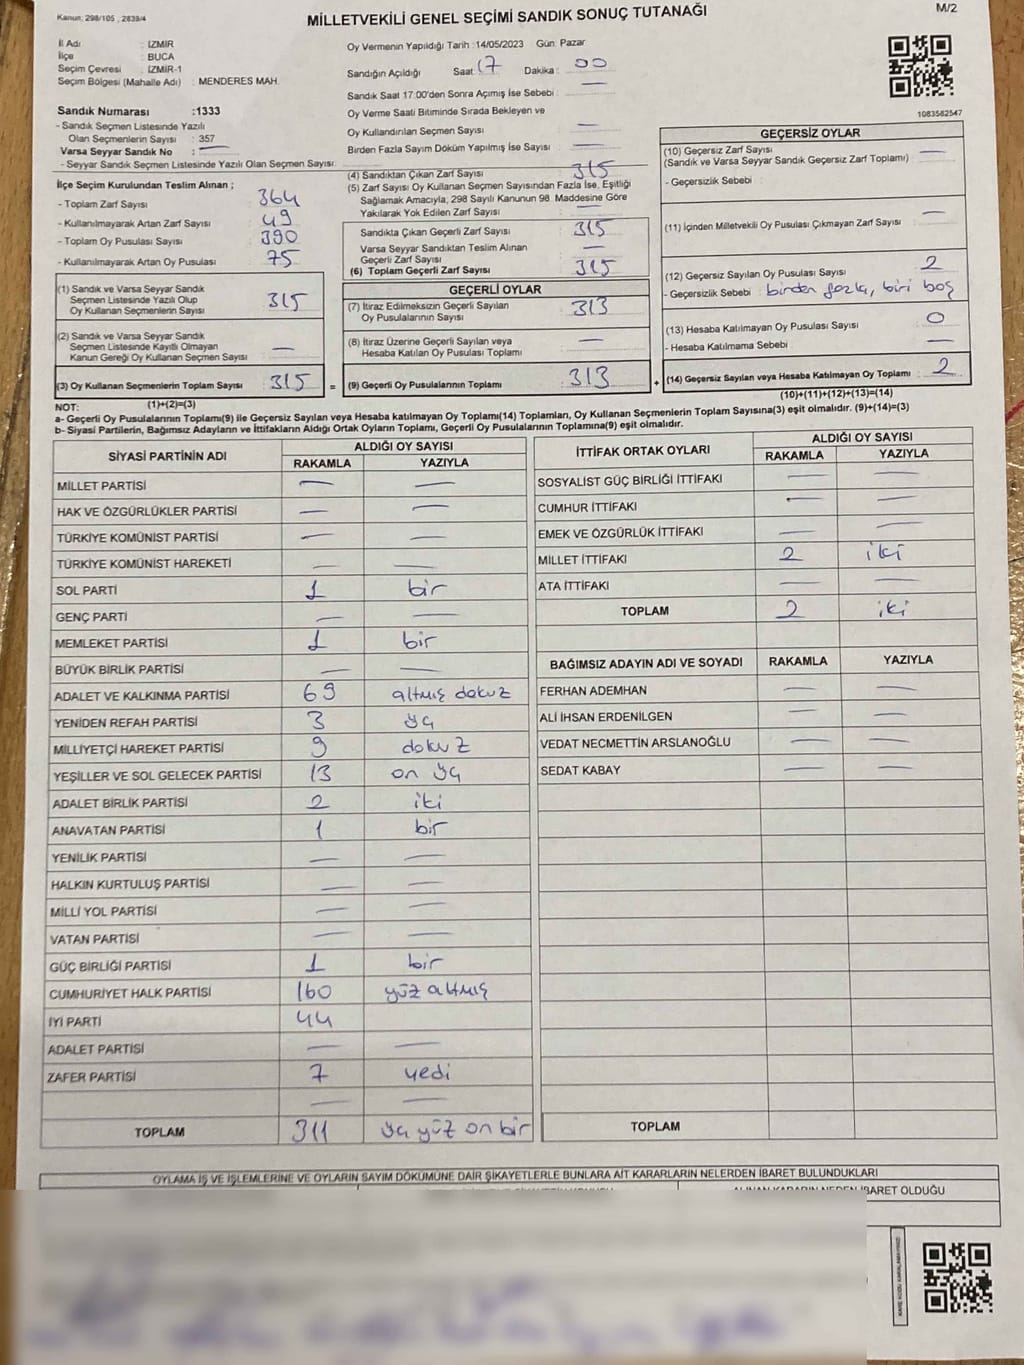 Kanun; 298/105 , 2839/4
MİLLETVEKİLİ GENEL SEÇİMİ SANDIK SONUÇ TUTANAĞI
M/2
İl Adı : İZMİR
İlçe : BUCA
Seçim Çevresi : İZMİR-1
Seçim Bölgesi (Mahalle Adı) : MENDERES MAH.
Sandık Numarası :1333
- Sandık Seçmen Listesinde Yazılı
Olan Seçmenlerin Sayısı : 357
Varsa Seyyar Sandık No : —
- Seyyar Sandık Seçmen Listesinde Yazılı Olan Seçmen Sayısı:
İlçe Seçim Kurulundan Teslim Alınan ;
- Toplam Zarf Sayısı 364
- Kullanılmayarak Artan Zarf Sayısı 49
- Toplam Oy Pusulası Sayısı 390
- Kullanılmayarak Artan Oy Pusulası 75
(1) Sandık ve Varsa Seyyar Sandık
Seçmen Listesinde Yazılı Olup
Oy Kullanan Seçmenlerin Sayısı 315
(2) Sandık ve Varsa Seyyar Sandık
Seçmen Listesinde Kayıtlı Olmayan
Kanun Gereği Oy Kullanan Seçmen Sayısı —
(3) Oy Kullanan Seçmenlerin Toplam Sayısı 315 =
(1)+(2)=(3)
Oy Vermenin Yapıldığı Tarih :14/05/2023 Gün: Pazar
Sandığın Açıldığı Saat 17 Dakika : 00
Sandık Saat 17:00'den Sonra Açımış İse Sebebi : —
Oy Verme Saati Bitiminde Sırada Bekleyen ve
Oy Kullandırılan Seçmen Sayısı —
Birden Fazla Sayım Döküm Yapılmış İse Sayısı : —
(4) Sandıktan Çıkan Zarf Sayısı 315
(5) Zarf Sayısı Oy Kullanan Seçmen Sayısından Fazla İse, Eşitliği
Sağlamak Amacıyla, 298 Sayılı Kanunun 98. Maddesine Göre
Yakılarak Yok Edilen Zarf Sayısı —
Sandıkta Çıkan Geçerli Zarf Sayısı 315
Varsa Seyyar Sandıktan Teslim Alınan
Geçerli Zarf Sayısı —
(6) Toplam Geçerli Zarf Sayısı 315
GEÇERLİ OYLAR
(7) İtiraz Edilmeksizin Geçerli Sayılan
Oy Pusulalarının Sayısı 313
(8) İtiraz Üzerine Geçerli Sayılan veya
Hesaba Katılan Oy Pusulası Toplamı —
(9) Geçerli Oy Pusulalarının Toplamı 313 +
1083582547
GEÇERSİZ OYLAR
(10) Geçersiz Zarf Sayısı —
(Sandık ve Varsa Seyyar Sandık Geçersiz Zarf Toplamı)
- Geçersizlik Sebebi :
(11) İçinden Milletvekili Oy Pusulası Çıkmayan Zarf Sayısı —
(12) Geçersiz Sayılan Oy Pusulası Sayısı 2
- Geçersizlik Sebebi : birden fazla, biri boş
(13) Hesaba Katılmayan Oy Pusulası Sayısı 0
- Hesaba Katılmama Sebebi : —
(14) Geçersiz Sayılan veya Hesaba Katılmayan Oy Toplamı 2
(10)+(11)+(12)+(13)=(14)
NOT:
a- Geçerli Oy Pusulalarının Toplamı(9) ile Geçersiz Sayılan veya Hesaba katılmayan Oy Toplamı(14) Toplamları, Oy Kullanan Seçmenlerin Toplam Sayısına(3) eşit olmalıdır. (9)+(14)=(3)
b- Siyasi Partilerin, Bağımsız Adayların ve İttifakların Aldığı Ortak Oyların Toplamı, Geçerli Oy Pusulalarının Toplamına(9) eşit olmalıdır.
SİYASİ PARTİNİN ADI ALDIĞI OY SAYISI
RAKAMLA YAZIYLA
MİLLET PARTİSİ — —
HAK VE ÖZGÜRLÜKLER PARTİSİ — —
TÜRKİYE KOMÜNİST PARTİSİ — —
TÜRKİYE KOMÜNİST HAREKETİ — —
SOL PARTİ 1 bir
GENÇ PARTİ — —
MEMLEKET PARTİSİ 1 bir
BÜYÜK BİRLİK PARTİSİ — —
ADALET VE KALKINMA PARTİSİ 69 altmış dokuz
YENİDEN REFAH PARTİSİ 3 üç
MİLLİYETÇİ HAREKET PARTİSİ 9 dokuz
YEŞİLLER VE SOL GELECEK PARTİSİ 13 on üç
ADALET BİRLİK PARTİSİ 2 iki
ANAVATAN PARTİSİ 1 bir
YENİLİK PARTİSİ — —
HALKIN KURTULUŞ PARTİSİ — —
MİLLİ YOL PARTİSİ — —
VATAN PARTİSİ — —
GÜÇ BİRLİĞİ PARTİSİ 1 bir
CUMHURİYET HALK PARTİSİ 160 yüz altmış
İYİ PARTİ 44
ADALET PARTİSİ — —
ZAFER PARTİSİ 7 yedi
— —
TOPLAM 311 üç yüz on bir
İTTİFAK ORTAK OYLARI ALDIĞI OY SAYISI
RAKAMLA YAZIYLA
SOSYALİST GÜÇ BİRLİĞİ İTTİFAKI — —
CUMHUR İTTİFAKI — —
EMEK VE ÖZGÜRLÜK İTTİFAKI — —
MİLLET İTTİFAKI 2 iki
ATA İTTİFAKI — —
TOPLAM 2 iki
BAĞIMSIZ ADAYIN ADI VE SOYADI RAKAMLA YAZIYLA
FERHAN ADEMHAN — —
ALİ İHSAN ERDENİLGEN — —
VEDAT NECMETTİN ARSLANOĞLU — —
SEDAT KABAY — —
TOPLAM
OYLAMA İŞ VE İŞLEMLERİNE VE OYLARIN SAYIM DÖKÜMÜNE DAİR ŞİKAYETLERLE BUNLARA AİT KARARLARIN NELERDEN İBARET BULUNDUKLARI
ALINAN KARARIN NEDEN İBARET OLDUĞU